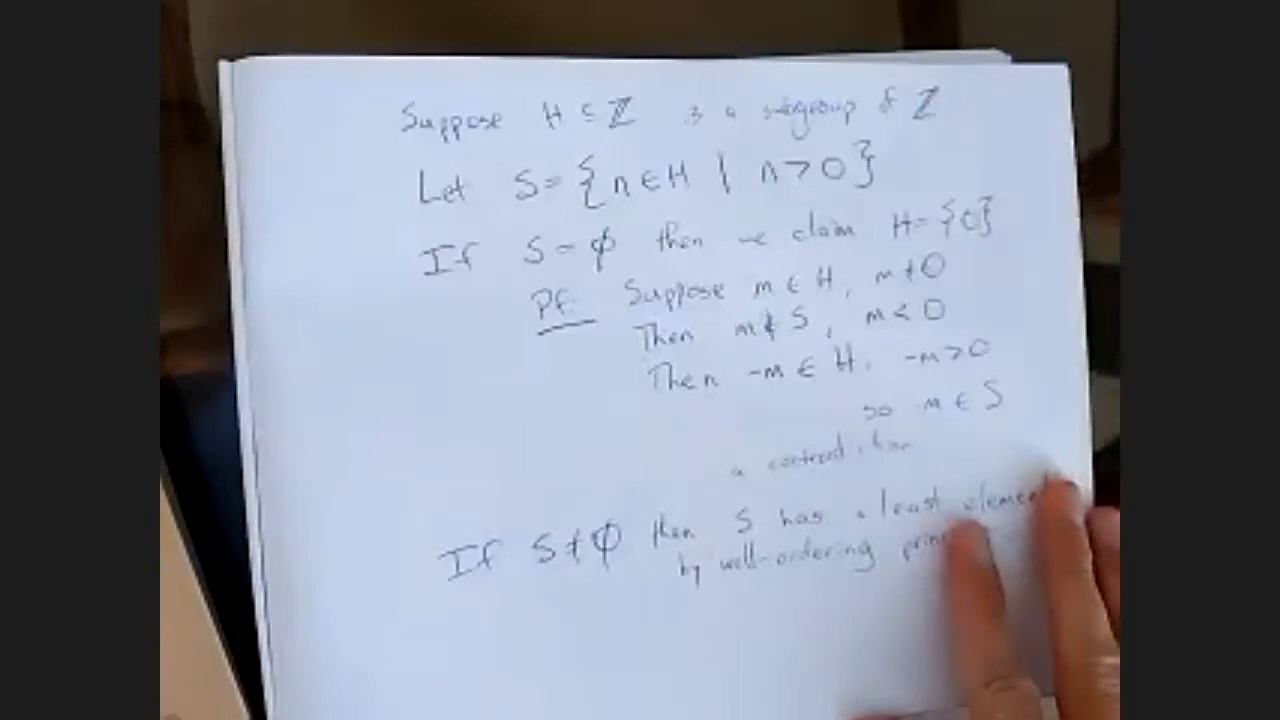 Suppose H ⊆ ℤ is a subgroup of ℤ
Let S = {n ∈ H | n > 0}
If S = ∅ then we claim H = {0}
Pf Suppose m ∈ H, m ≠ 0
Then m ∉ S, m < 0
Then -m ∈ H, -m > 0
so m ∈ S
a contradiction
If S ≠ ∅ then S has a least
by well-ordering